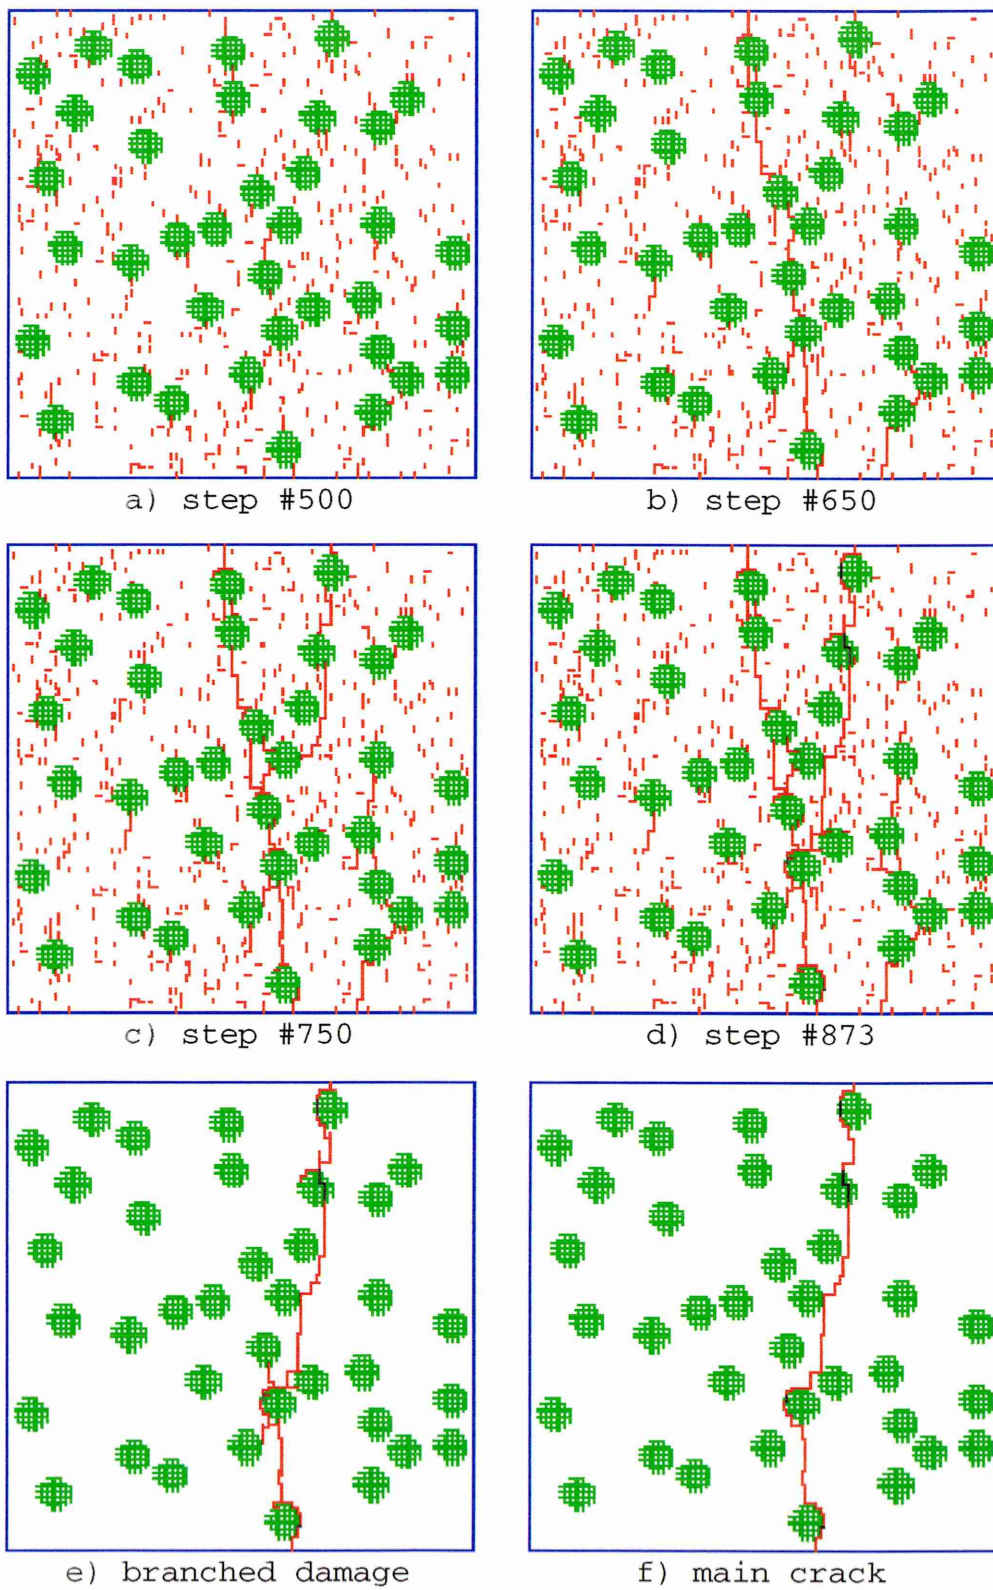 a) step #500
b) step #650
c) step #750
d) step #873
e) branched damage
f) main crack